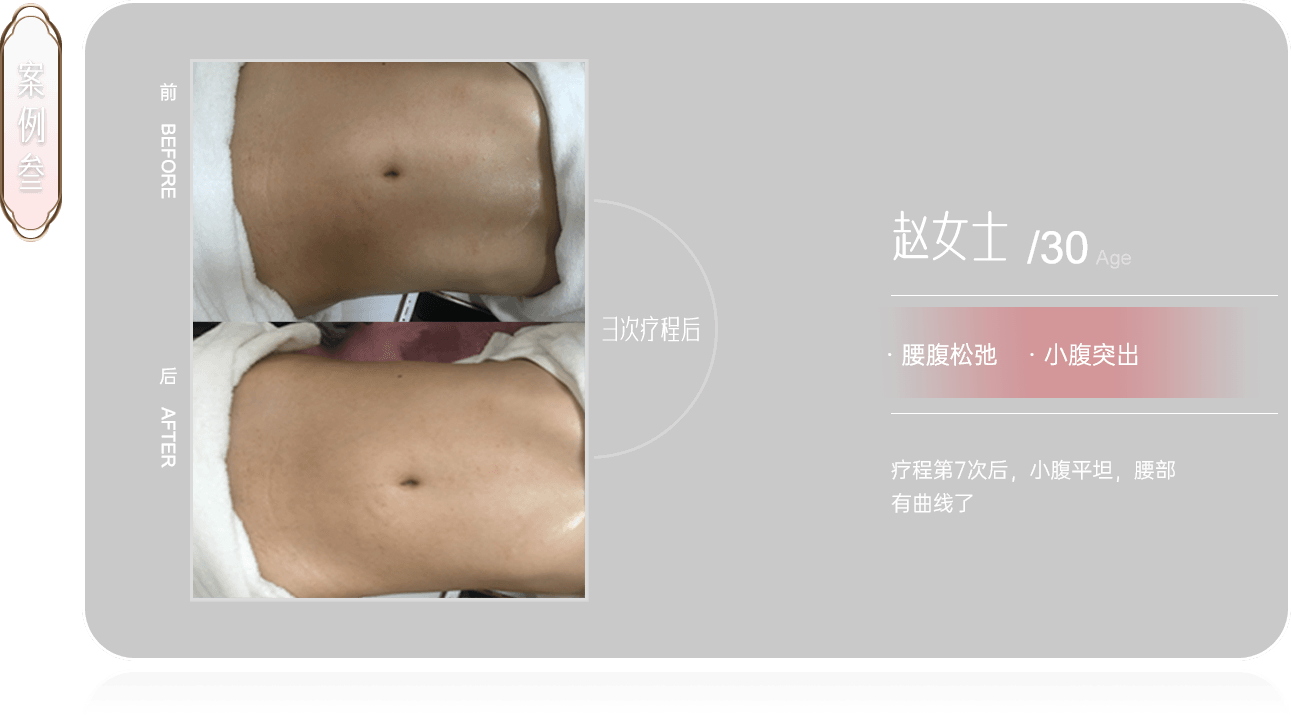 案例叁
前 BEFORE
后 AFTER
3次疗程后
赵女士 /30 Age
· 腰腹松弛 · 小腹突出
疗程第7次后，小腹平坦，腰部
有曲线了